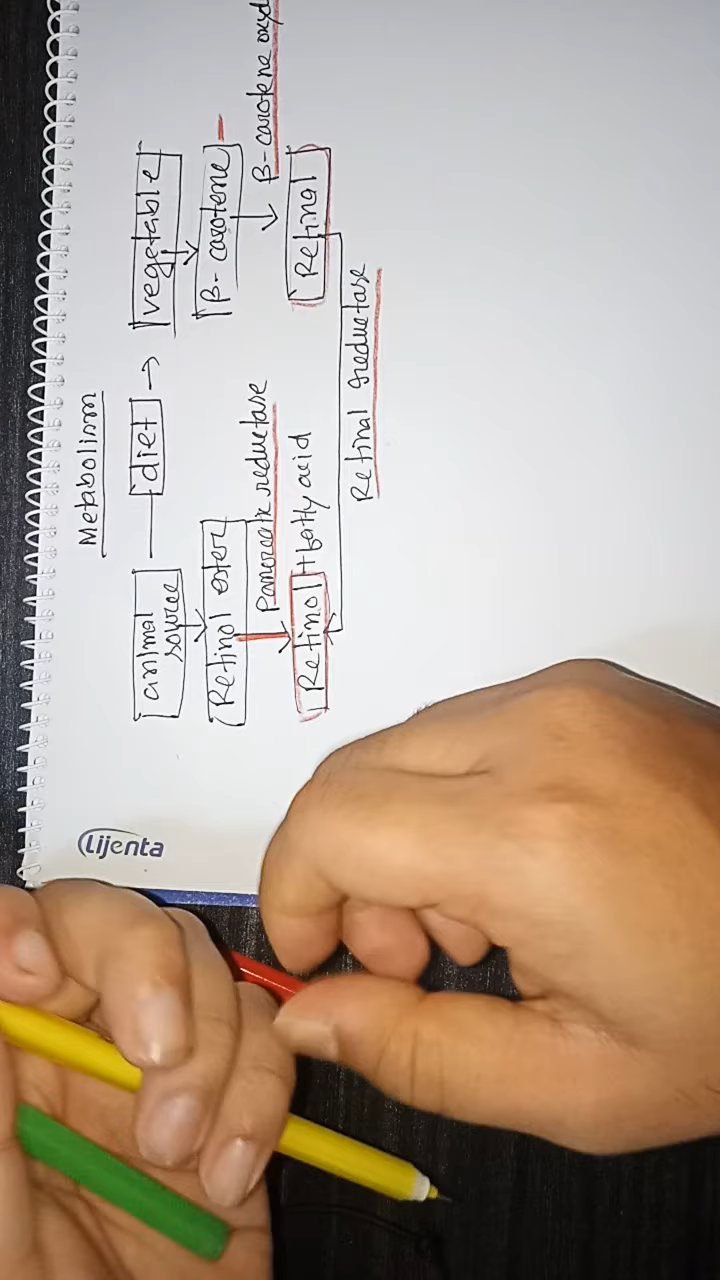 Metabolism
animal source
diet
vegetable
Retinol ester
β-carotene
Pancreatic reductase
β-carotene oxyd
Retinol + fatty acid
Retinal
Retinal reductase
Lijenta